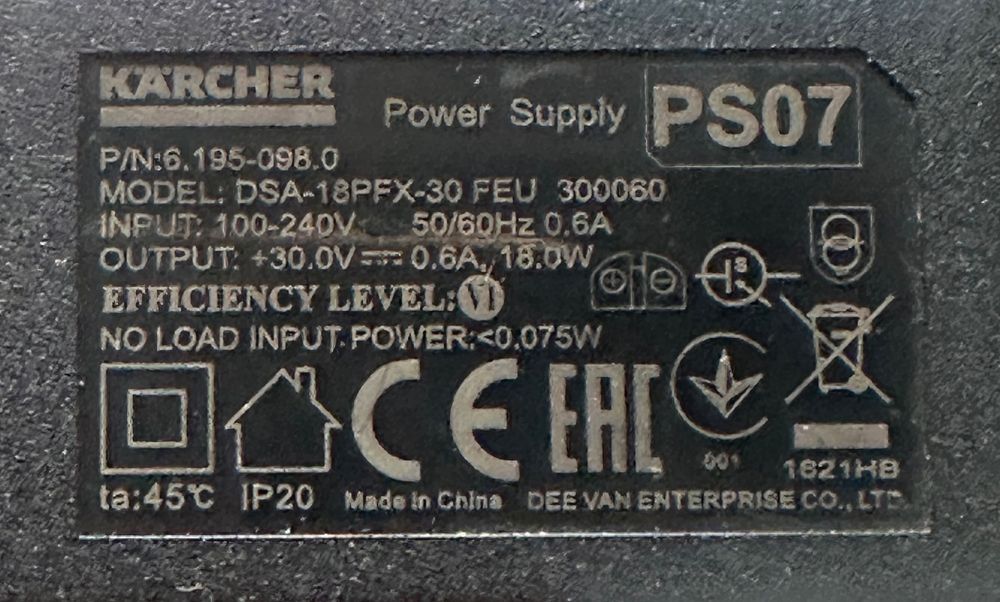 KÄRCHER
Power Supply PS07
P/N:6.195-098.0
MODEL: DSA-18PFX-30 FEU 300060
INPUT: 100-240V 50/60Hz 0.6A
OUTPUT: +30.0V⎓0.6A, 18.0W
EFFICIENCY LEVEL:VI
NO LOAD INPUT POWER:<0.075W
CE EAC
001
1621HB
ta:45℃ IP20 Made in China DEE VAN ENTERPRISE CO., LTD